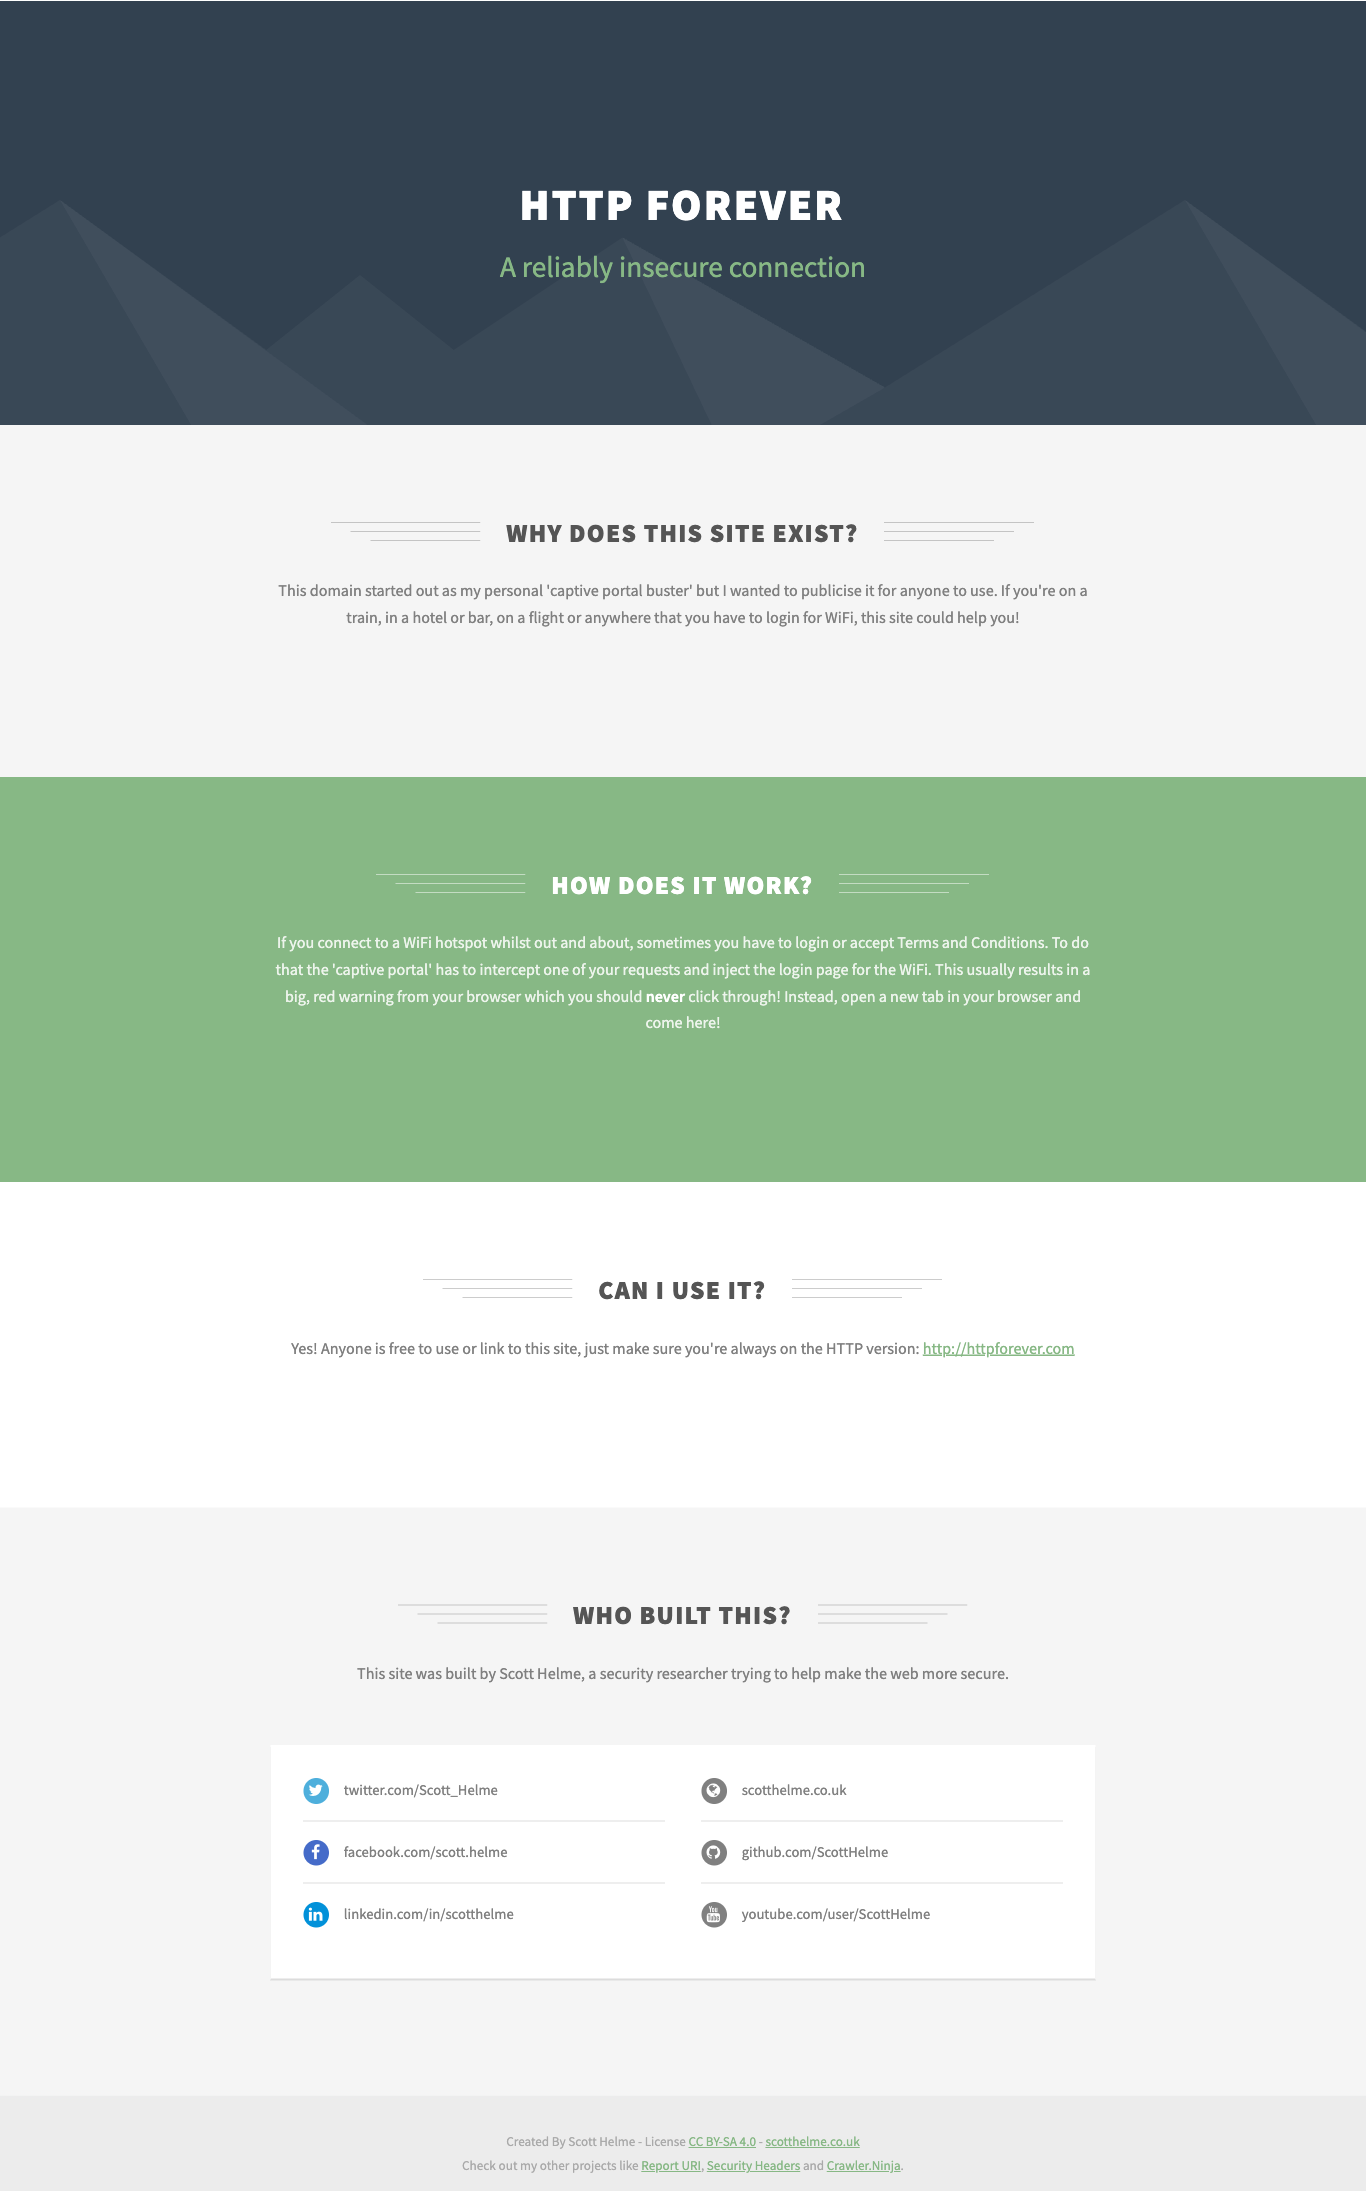 HTTP FOREVER
A reliably insecure connection
WHY DOES THIS SITE EXIST?
This domain started out as my personal 'captive portal buster' but I wanted to publicise it for anyone to use. If you're on a
train, in a hotel or bar, on a flight or anywhere that you have to login for WiFi, this site could help you!
HOW DOES IT WORK?
If you connect to a WiFi hotspot whilst out and about, sometimes you have to login or accept Terms and Conditions. To do
that the 'captive portal' has to intercept one of your requests and inject the login page for the WiFi. This usually results in a
big, red warning from your browser which you should never click through! Instead, open a new tab in your browser and
come here!
CAN I USE IT?
Yes! Anyone is free to use or link to this site, just make sure you're always on the HTTP version: http://httpforever.com
WHO BUILT THIS?
This site was built by Scott Helme, a security researcher trying to help make the web more secure.
twitter.com/Scott_Helme
scotthelme.co.uk
facebook.com/scott.helme
github.com/ScottHelme
linkedin.com/in/scotthelme
youtube.com/user/ScottHelme
Created By Scott Helme - License CC BY-SA 4.0 - scotthelme.co.uk
Check out my other projects like Report URI, Security Headers and Crawler.Ninja.